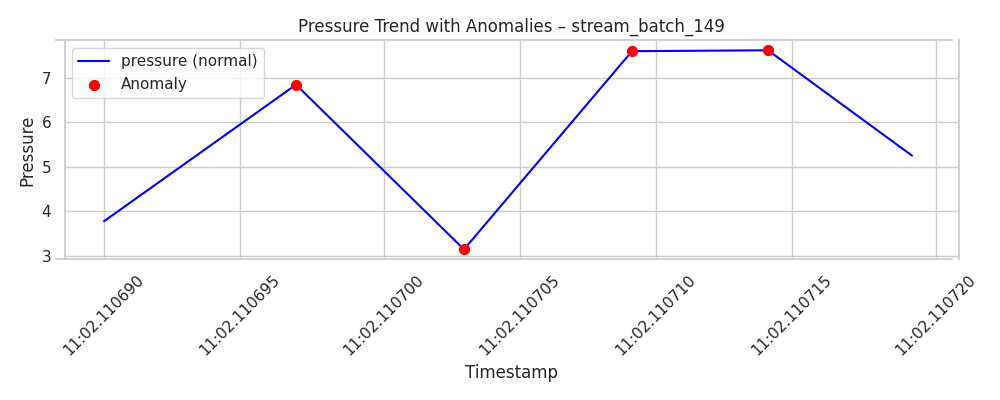 Pressure Trend with Anomalies – stream_batch_149
pressure (normal)
Anomaly
Pressure
7
6
5
4
3
11:02.110690
11:02.110695
11:02.110700
11:02.110705
11:02.110710
11:02.110715
11:02.110720
Timestamp